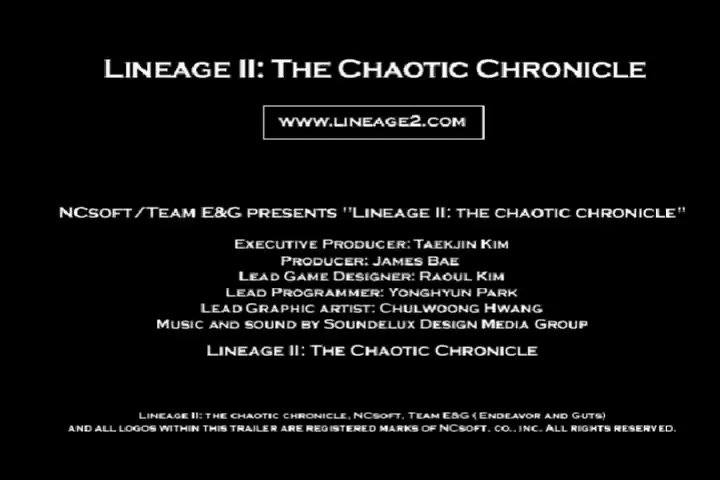 LINEAGE II: THE CHAOTIC CHRONICLE
WWW.LINEAGE2.COM
NCSOFT/TEAM E&G PRESENTS "LINEAGE II: THE CHAOTIC CHRONICLE"
EXECUTIVE PRODUCER: TAEKJIN KIM
PRODUCER: JAMES BAE
LEAD GAME DESIGNER: RAOUL KIM
LEAD PROGRAMMER: YONGHYUN PARK
LEAD GRAPHIC ARTIST: CHULWOONG HWANG
MUSIC AND SOUND BY SOUNDELUX DESIGN MEDIA GROUP
LINEAGE II: THE CHAOTIC CHRONICLE
LINEAGE II: THE CHAOTIC CHRONICLE, NCSOFT, TEAM E&G (ENDEAVOR AND GUTS)
AND ALL LOGOS WITHIN THIS TRAILER ARE REGISTERED MARKS OF NCSOFT. CO., INC. ALL RIGHTS RESERVED.